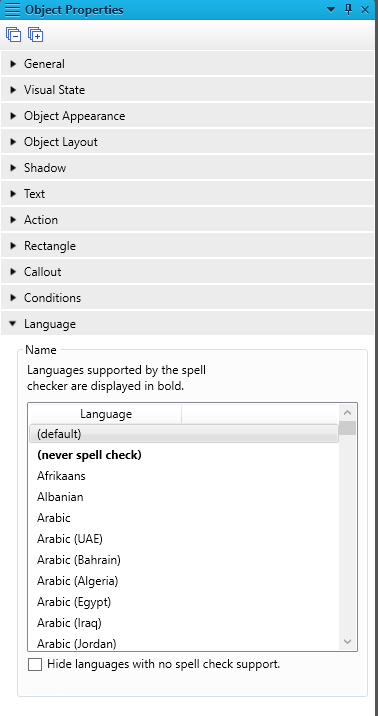 Object Properties
General
Visual State
Object Appearance
Object Layout
Shadow
Text
Action
Rectangle
Callout
Conditions
Language
Name
Languages supported by the spell
checker are displayed in bold.
Language
(default)
(never spell check)
Afrikaans
Albanian
Arabic
Arabic (UAE)
Arabic (Bahrain)
Arabic (Algeria)
Arabic (Egypt)
Arabic (Iraq)
Arabic (Jordan)
Hide languages with no spell check support.